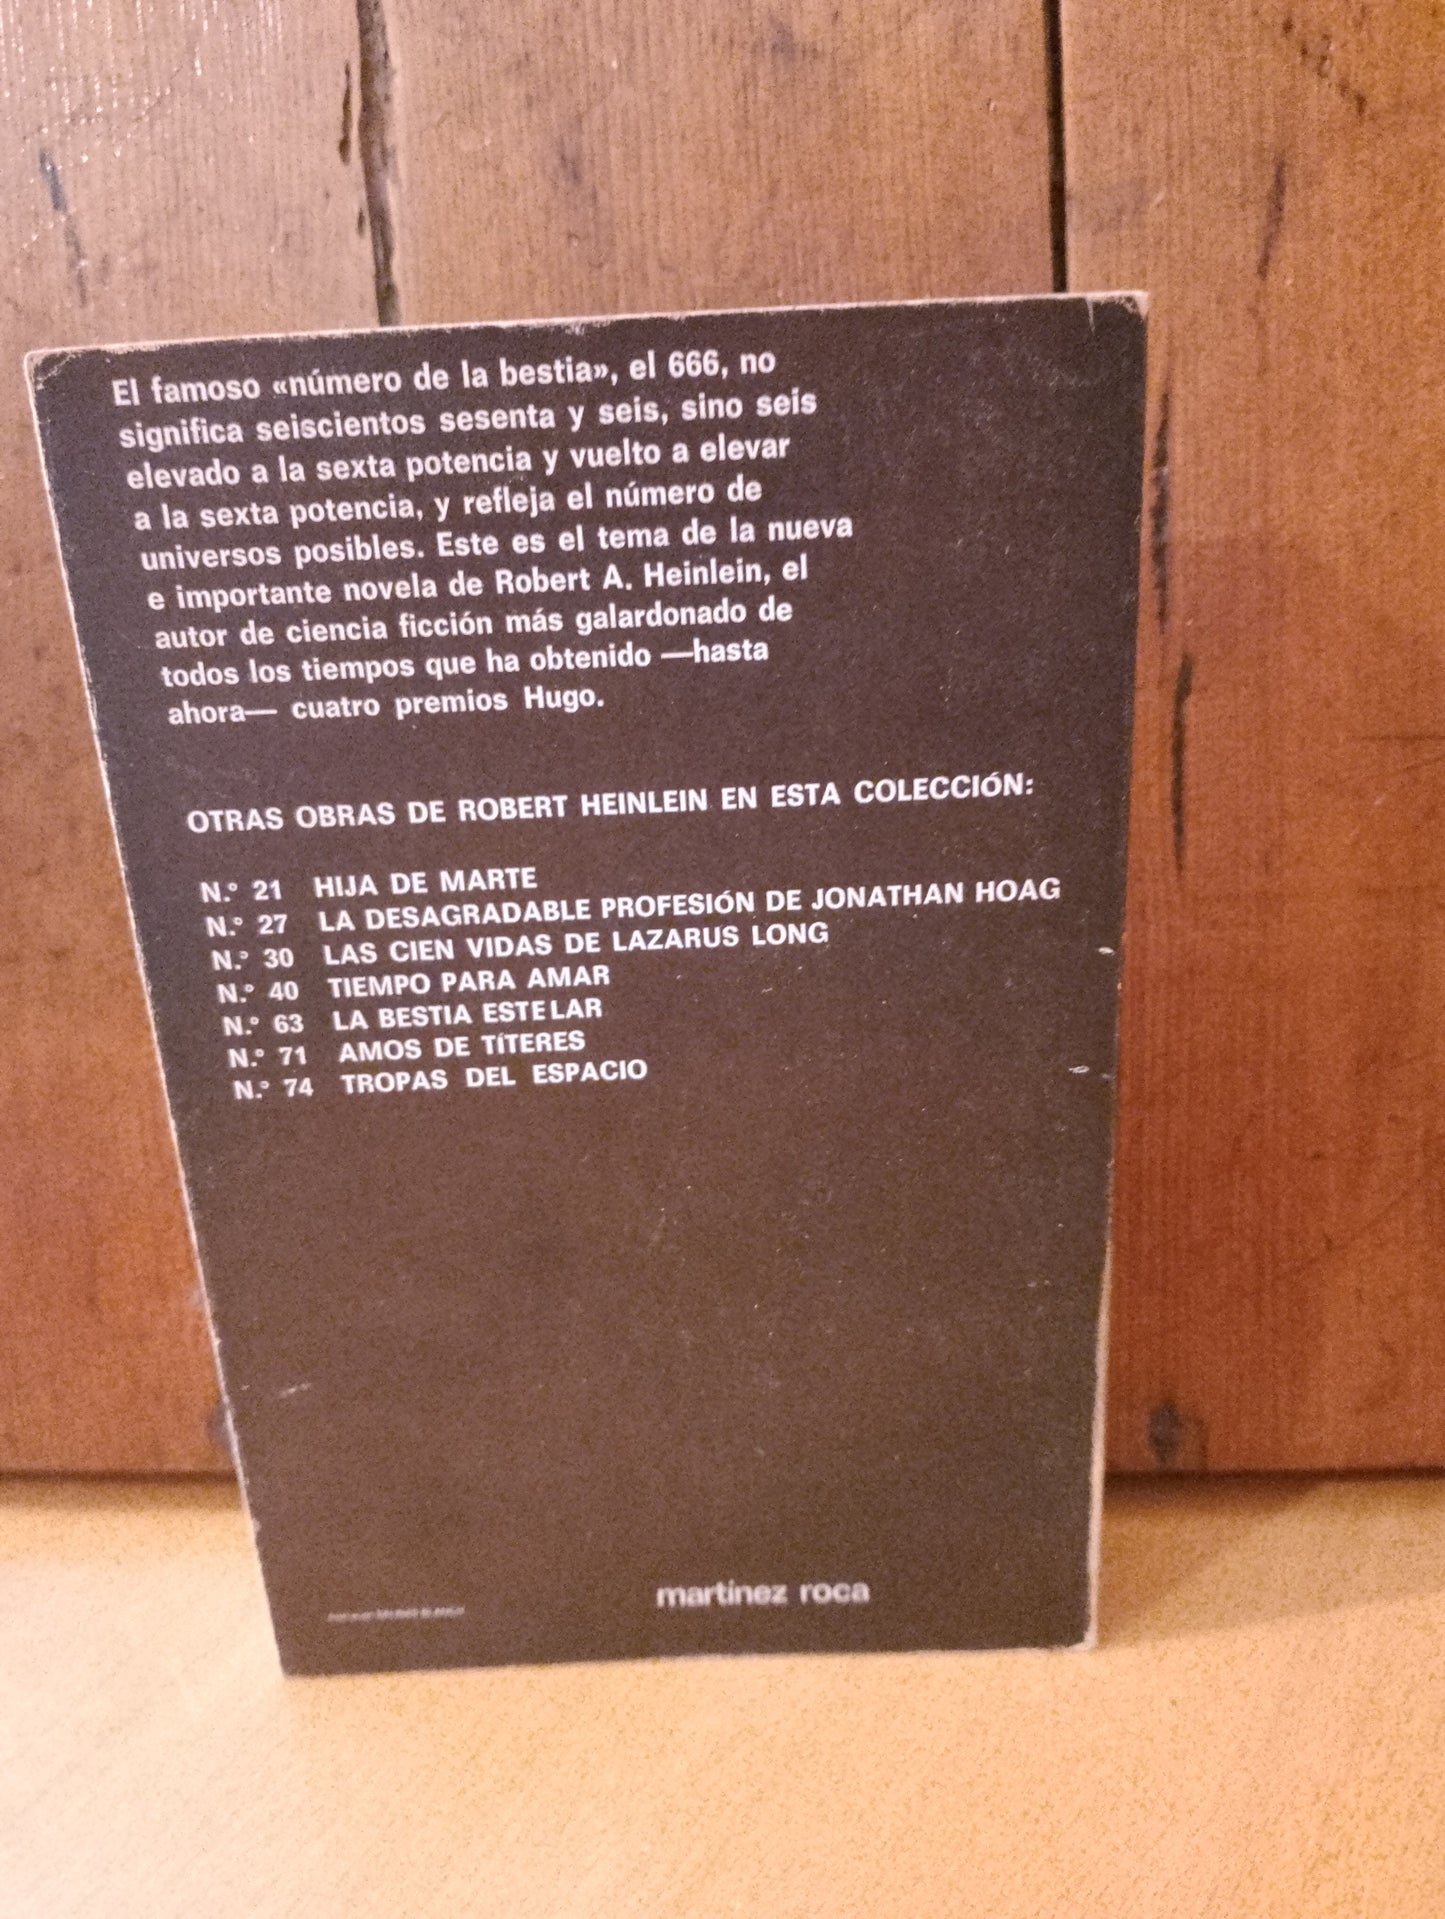 El famoso «número de la bestia», el 666, no
significa seiscientos sesenta y seis, sino seis
elevado a la sexta potencia y vuelto a elevar
a la sexta potencia, y refleja el número de
universos posibles. Este es el tema de la nueva
e importante novela de Robert A. Heinlein, el
autor de ciencia ficción más galardonado de
todos los tiempos que ha obtenido —hasta
ahora— cuatro premios Hugo.
OTRAS OBRAS DE ROBERT HEINLEIN EN ESTA COLECCIÓN:
N.º 21 HIJA DE MARTE
N.º 27 LA DESAGRADABLE PROFESIÓN DE JONATHAN HOAG
N.º 30 LAS CIEN VIDAS DE LAZARUS LONG
N.º 40 TIEMPO PARA AMAR
N.º 63 LA BESTIA ESTELAR
N.º 71 AMOS DE TÍTERES
N.º 74 TROPAS DEL ESPACIO
martínez roca